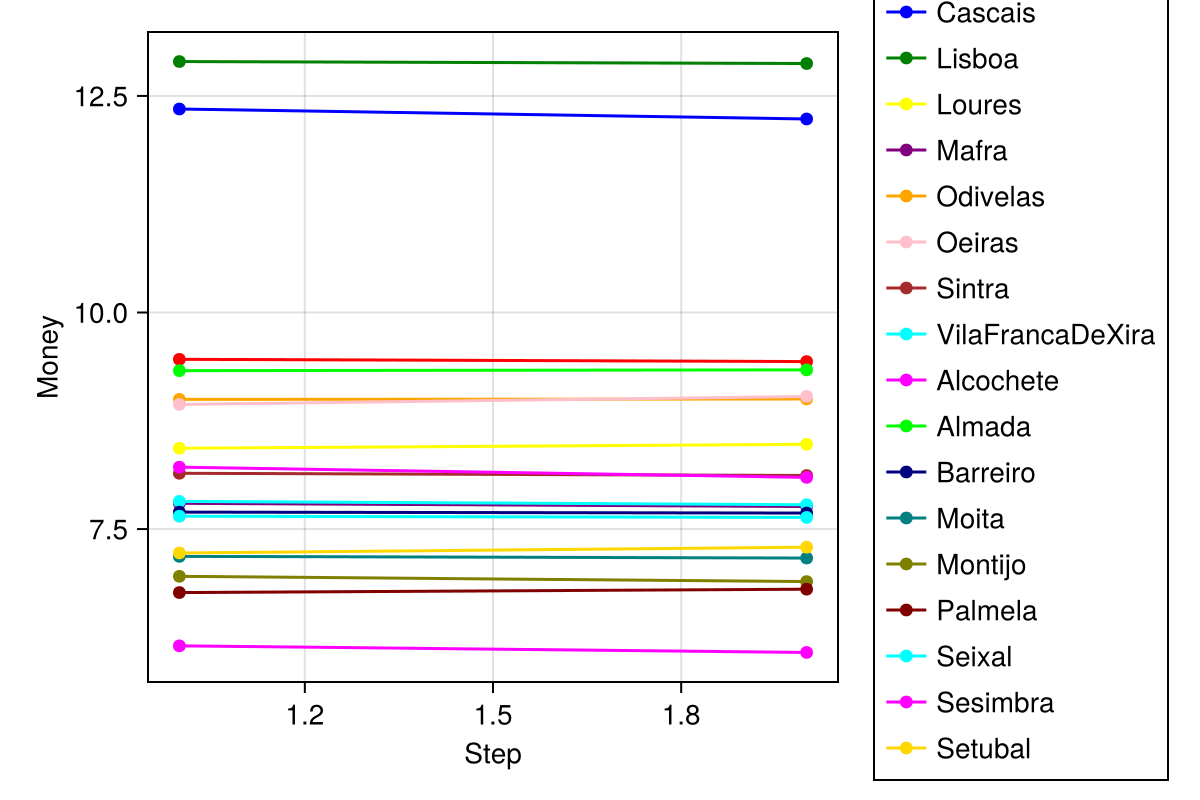 Cascais
Lisboa
Loures
Mafra
Odivelas
Oeiras
Sintra
VilaFrancaDeXira
Alcochete
Almada
Barreiro
Moita
Montijo
Palmela
Seixal
Sesimbra
Setubal
12.5
10.0
7.5
Money
1.2
1.5
1.8
Step